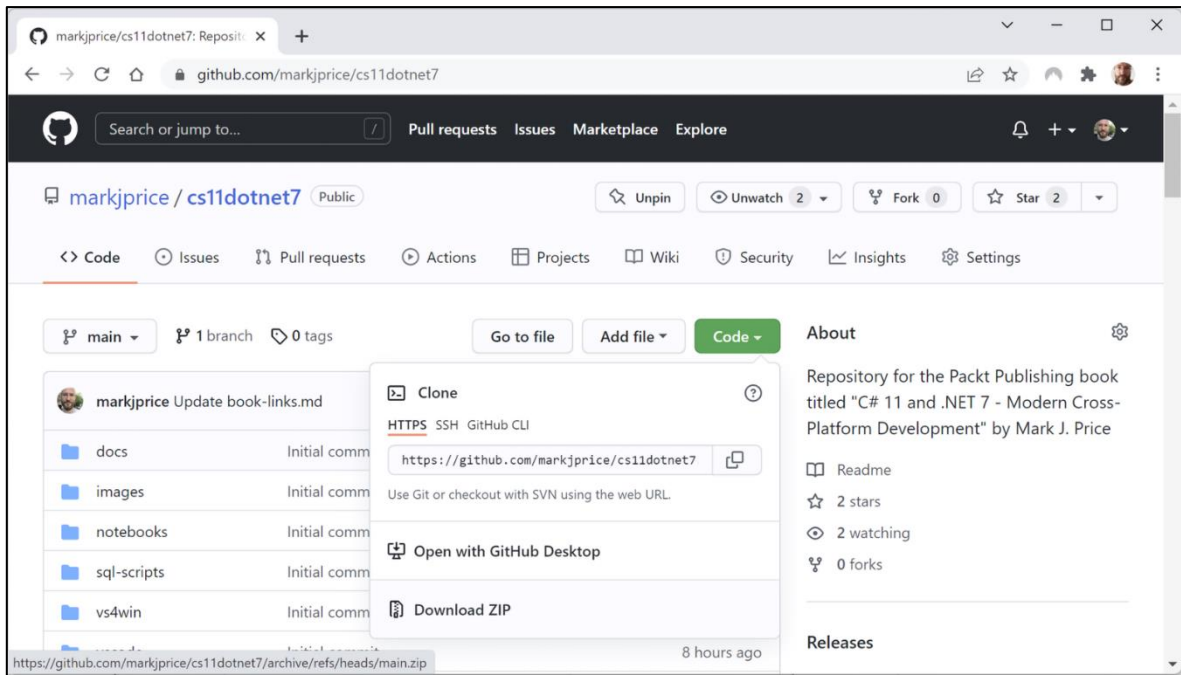 markjprice/cs11dotnet7: Reposito
github.com/markjprice/cs11dotnet7
Search or jump to... / Pull requests Issues Marketplace Explore
markjprice / cs11dotnet7 Public Unpin Unwatch 2 Fork 0 Star 2
Code Issues Pull requests Actions Projects Wiki Security Insights Settings
main 1 branch 0 tags Go to file Add file Code
markjprice Update book-links.md
docs Initial comm
images Initial comm
notebooks Initial comm
sql-scripts Initial comm
vs4win Initial comm
8 hours ago
Clone
HTTPS SSH GitHub CLI
https://github.com/markjprice/cs11dotnet7
Use Git or checkout with SVN using the web URL.
Open with GitHub Desktop
Download ZIP
About
Repository for the Packt Publishing book
titled "C# 11 and .NET 7 - Modern Cross-
Platform Development" by Mark J. Price
Readme
2 stars
2 watching
0 forks
Releases
https://github.com/markjprice/cs11dotnet7/archive/refs/heads/main.zip